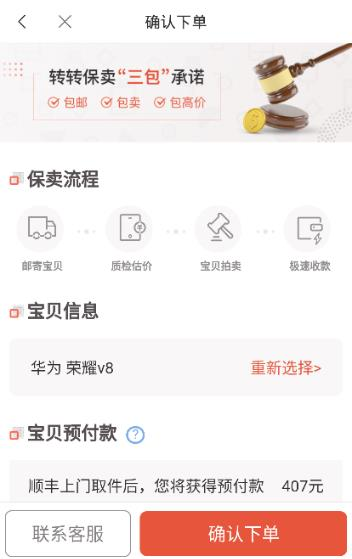 确认下单
转转保卖“三包”承诺
包邮 包卖 包高价
保卖流程
邮寄宝贝 质检估价 宝贝拍卖 极速收款
宝贝信息
华为 荣耀v8 重新选择>
宝贝预付款 ?
顺丰上门取件后，您将获得预付款 407元
联系客服 确认下单